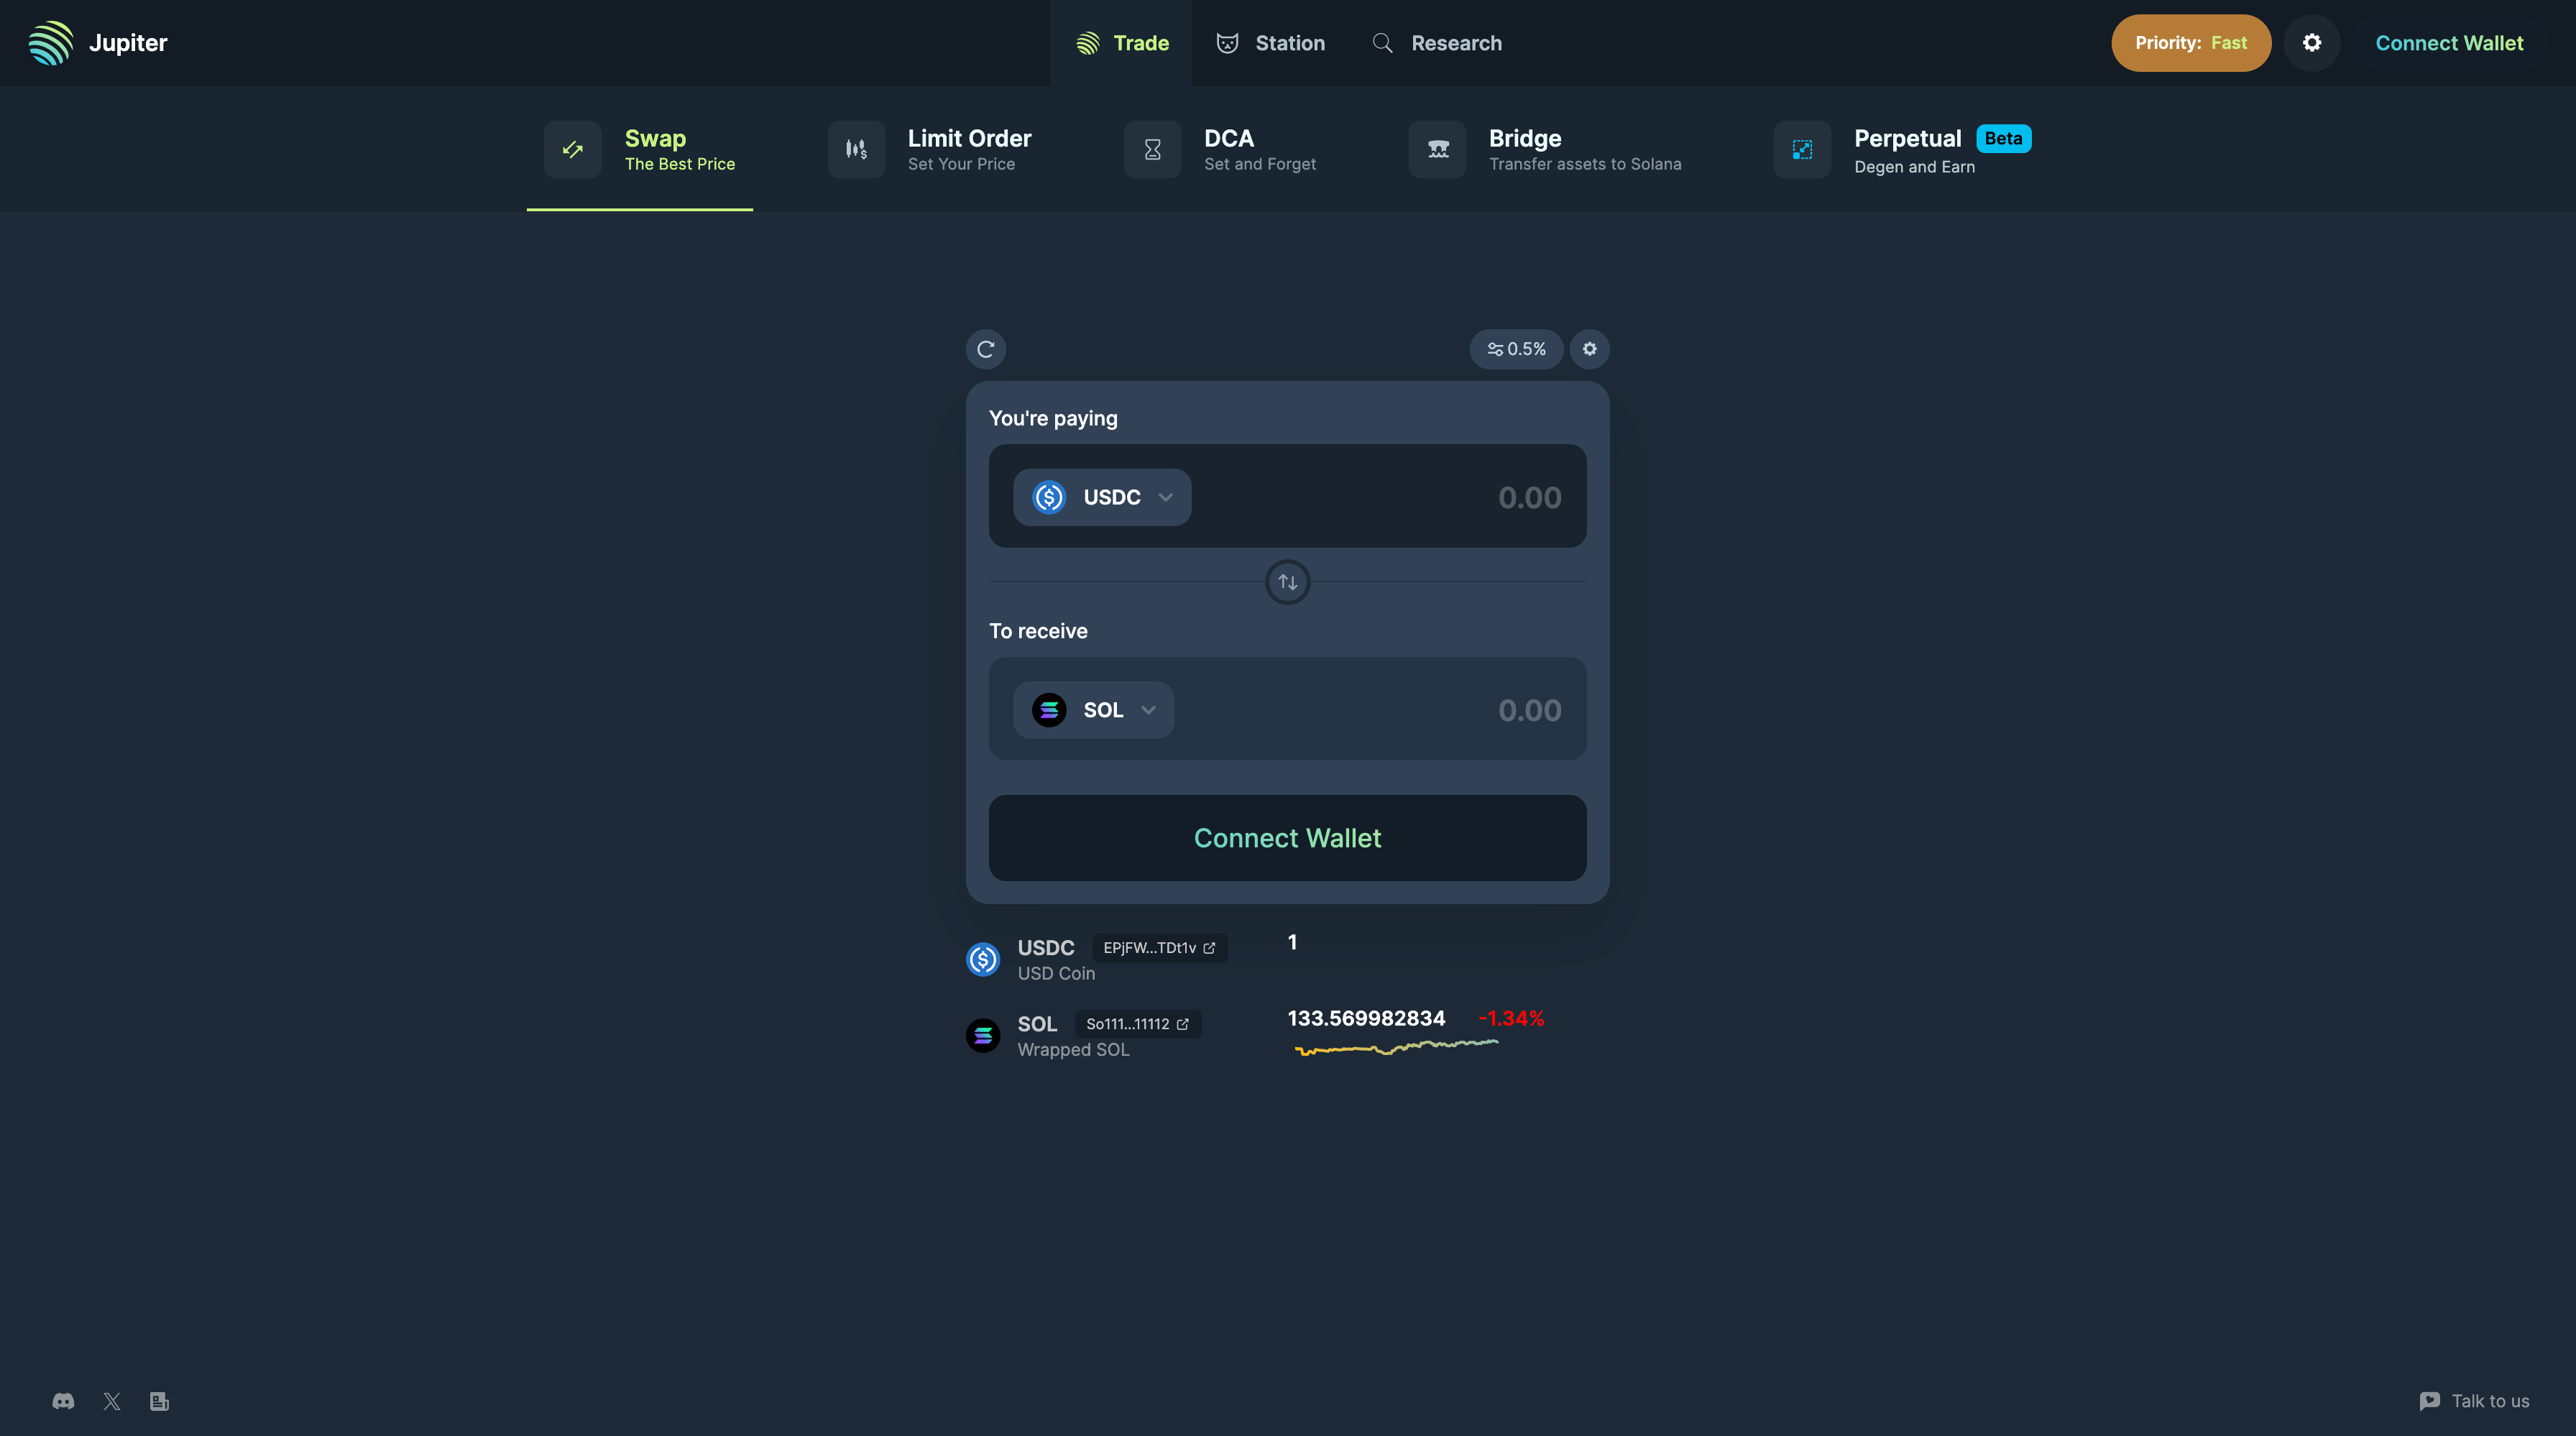 Jupiter
Trade
Station
Research
Priority: Fast
Connect Wallet
Swap
The Best Price
Limit Order
Set Your Price
DCA
Set and Forget
Bridge
Transfer assets to Solana
Perpetual Beta
Degen and Earn
0.5%
You're paying
USDC
0.00
To receive
SOL
0.00
Connect Wallet
USDC EPjFW...TDt1v
1
USD Coin
SOL So111...11112
133.569982834 -1.34%
Wrapped SOL
Talk to us